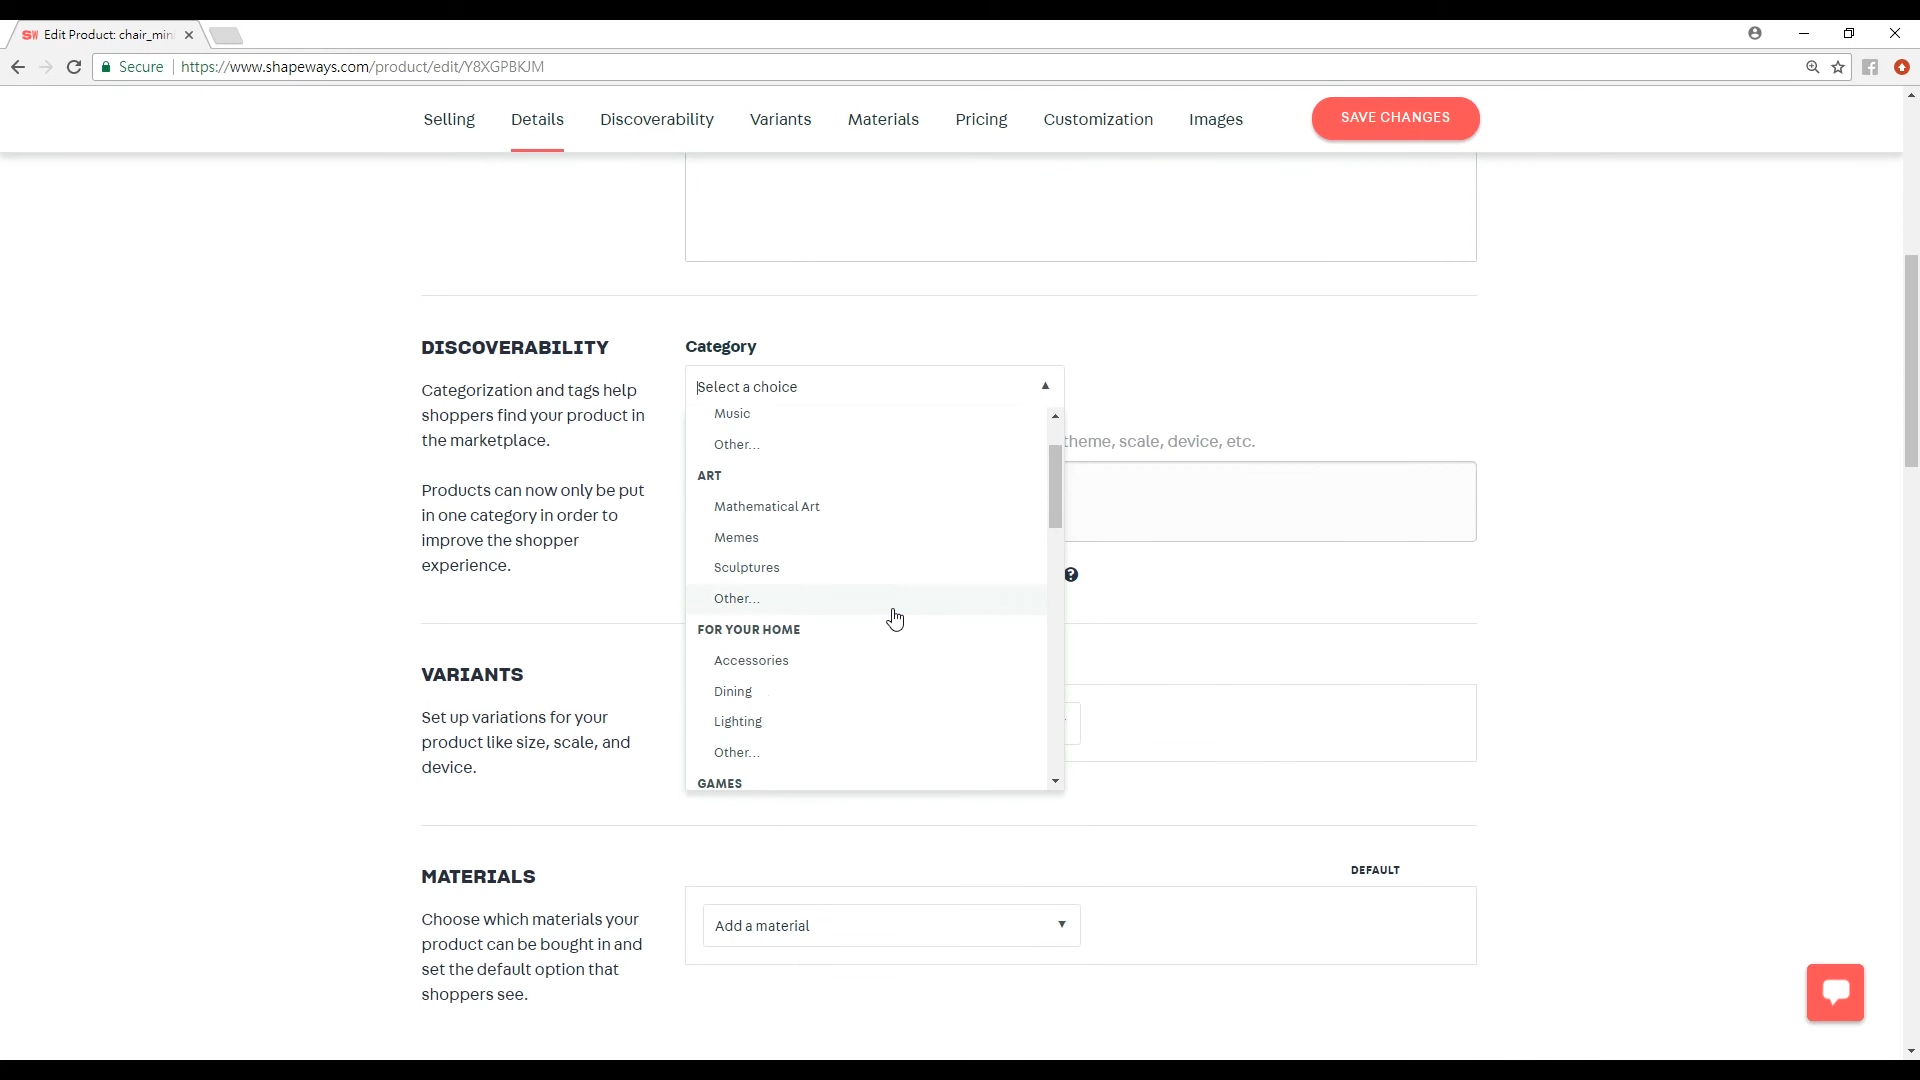 SW Edit Product: chair_min
Secure https://www.shapeways.com/product/edit/Y8XGPBKJM
Selling Details Discoverability Variants Materials Pricing Customization Images SAVE CHANGES
DISCOVERABILITY
Categorization and tags help
shoppers find your product in
the marketplace.
Products can now only be put
in one category in order to
improve the shopper
experience.
Category
Select a choice
Music
Other...
ART
Mathematical Art
Memes
Sculptures
Other...
FOR YOUR HOME
Accessories
Dining
Lighting
Other...
GAMES
theme, scale, device, etc.
?
VARIANTS
Set up variations for your
product like size, scale, and
device.
MATERIALS
Choose which materials your
product can be bought in and
set the default option that
shoppers see.
DEFAULT
Add a material